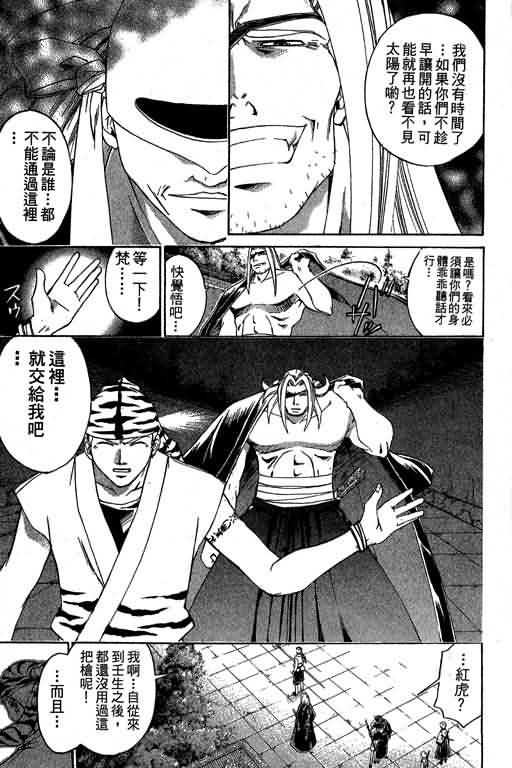 我們沒有時間了
…如果你們不趁
早讓開的話，可
能就再也看不見
太陽了喲？
不論是誰…都
不能通過這裡
…
是嗎？看來必
須讓你們的身
體乖乖聽話才
行…
快覺悟吧……
等一下！
梵……
スッ
這裡…
就交給我吧
…
…紅虎？
我啊…自從來
到壬生之後，
都還沒用過這
把槍呢！
…而且…